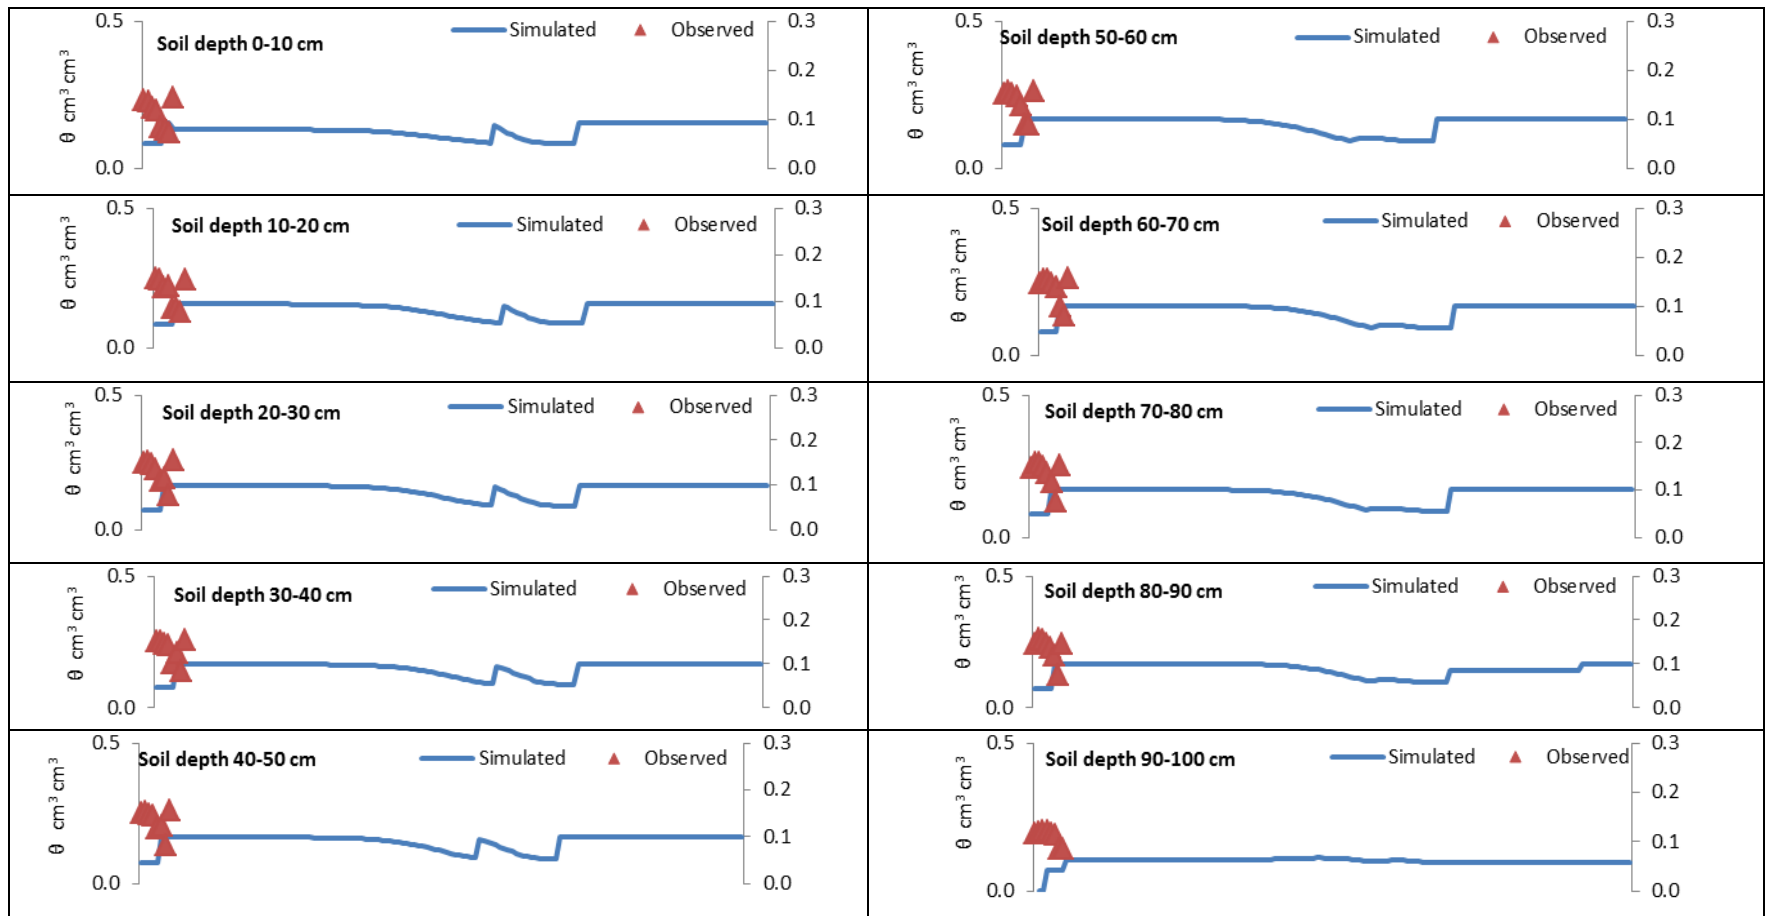 0.5
Soil depth 0-10 cm
Simulated
Observed
0.3
0.2
0.1
0.0
0.0
θ cm³ cm³
0.5
Soil depth 50-60 cm
Simulated
Observed
0.3
0.2
0.1
0.0
0.0
θ cm³ cm³
0.5
Soil depth 10-20 cm
Simulated
Observed
0.3
0.2
0.1
0.0
0.0
θ cm³ cm³
0.5
Soil depth 60-70 cm
Simulated
Observed
0.3
0.2
0.1
0.0
0.0
θ cm³ cm³
0.5
Soil depth 20-30 cm
Simulated
Observed
0.3
0.2
0.1
0.0
0.0
θ cm³ cm³
0.5
Soil depth 70-80 cm
Simulated
Observed
0.3
0.2
0.1
0.0
0.0
θ cm³ cm³
0.5
Soil depth 30-40 cm
Simulated
Observed
0.3
0.2
0.1
0.0
0.0
θ cm³ cm³
0.5
Soil depth 80-90 cm
Simulated
Observed
0.3
0.2
0.1
0.0
0.0
θ cm³ cm³
0.5
Soil depth 40-50 cm
Simulated
Observed
0.3
0.2
0.1
0.0
0.0
θ cm³ cm³
0.5
Soil depth 90-100 cm
Simulated
Observed
0.3
0.2
0.1
0.0
0.0
θ cm³ cm³